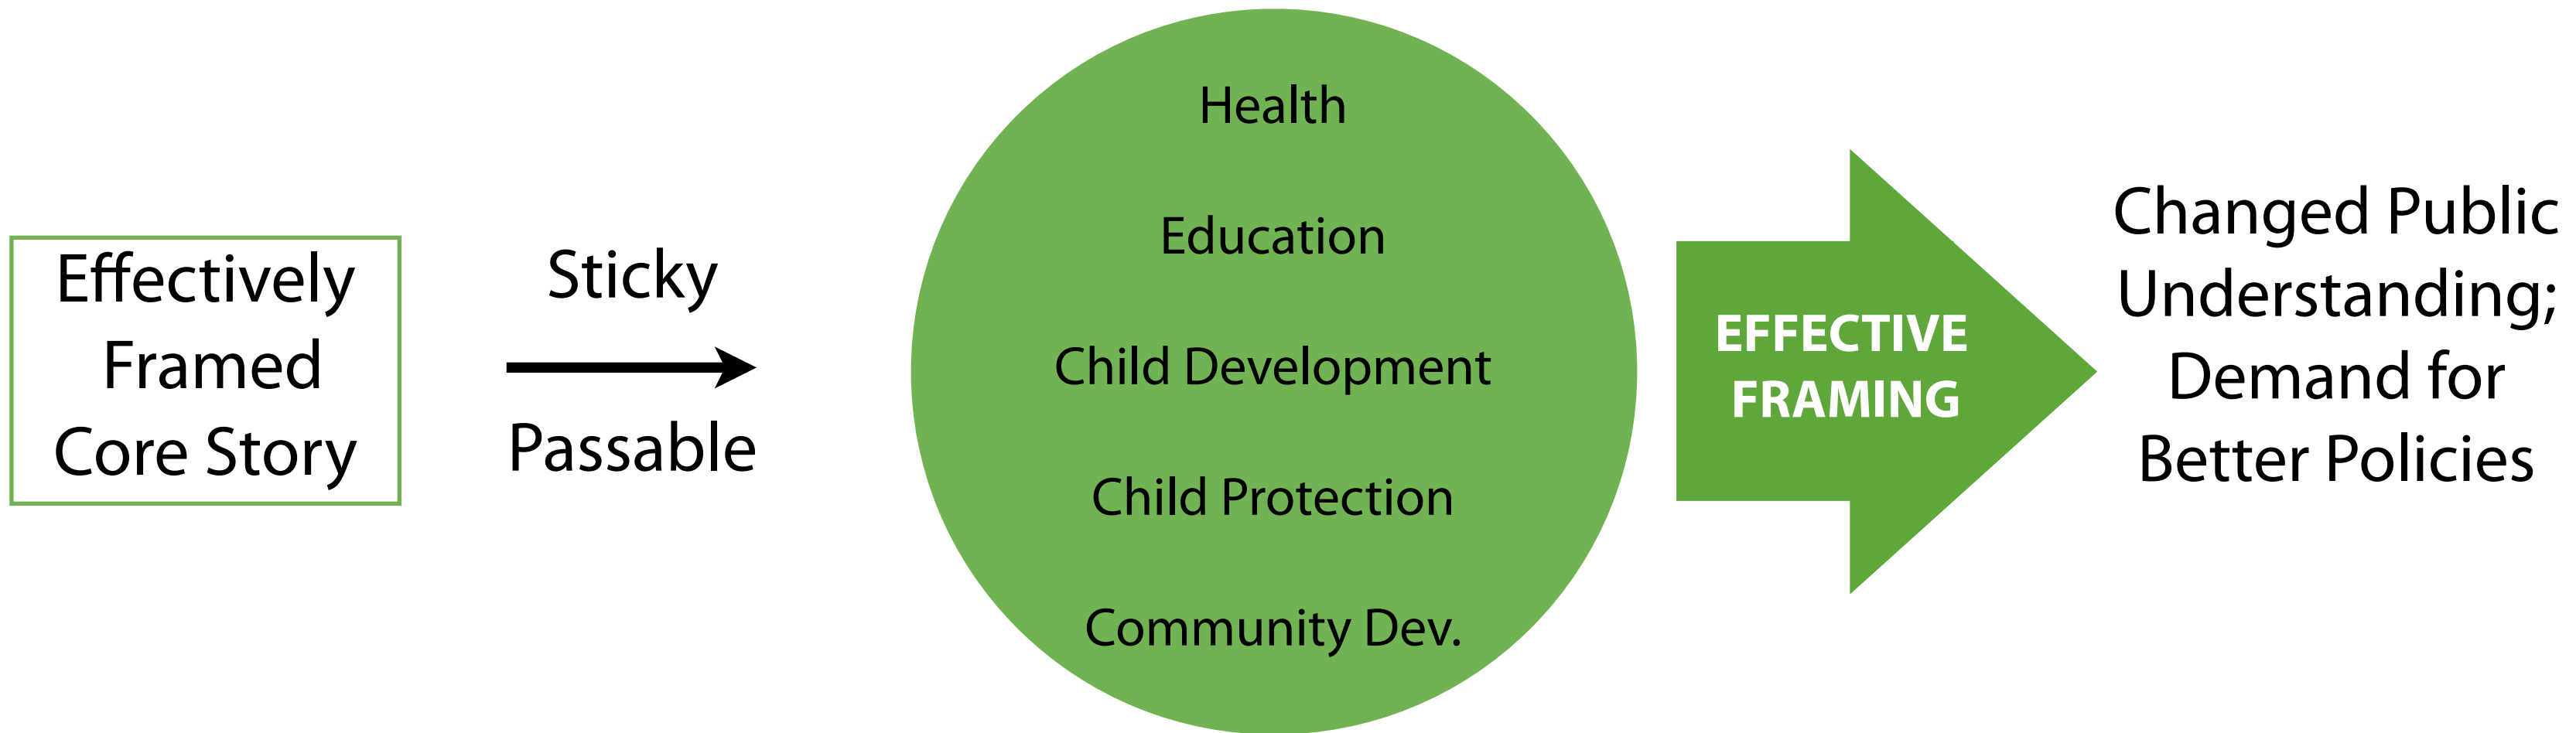 Effectively
Framed
Core Story
Sticky
Passable
Health
Education
Child Development
Child Protection
Community Dev.
EFFECTIVE
FRAMING
Changed Public
Understanding;
Demand for
Better Policies